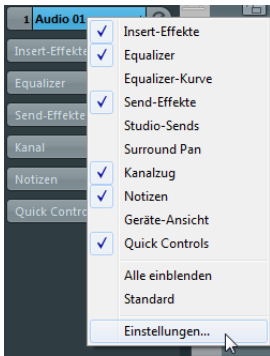 1 Audio 01
Insert-Effekte
Equalizer
Send-Effekte
Kanal
Notizen
Quick Contro
Insert-Effekte
Equalizer
Equalizer-Kurve
Send-Effekte
Studio-Sends
Surround Pan
Kanalzug
Notizen
Geräte-Ansicht
Quick Controls
Alle einblenden
Standard
Einstellungen...